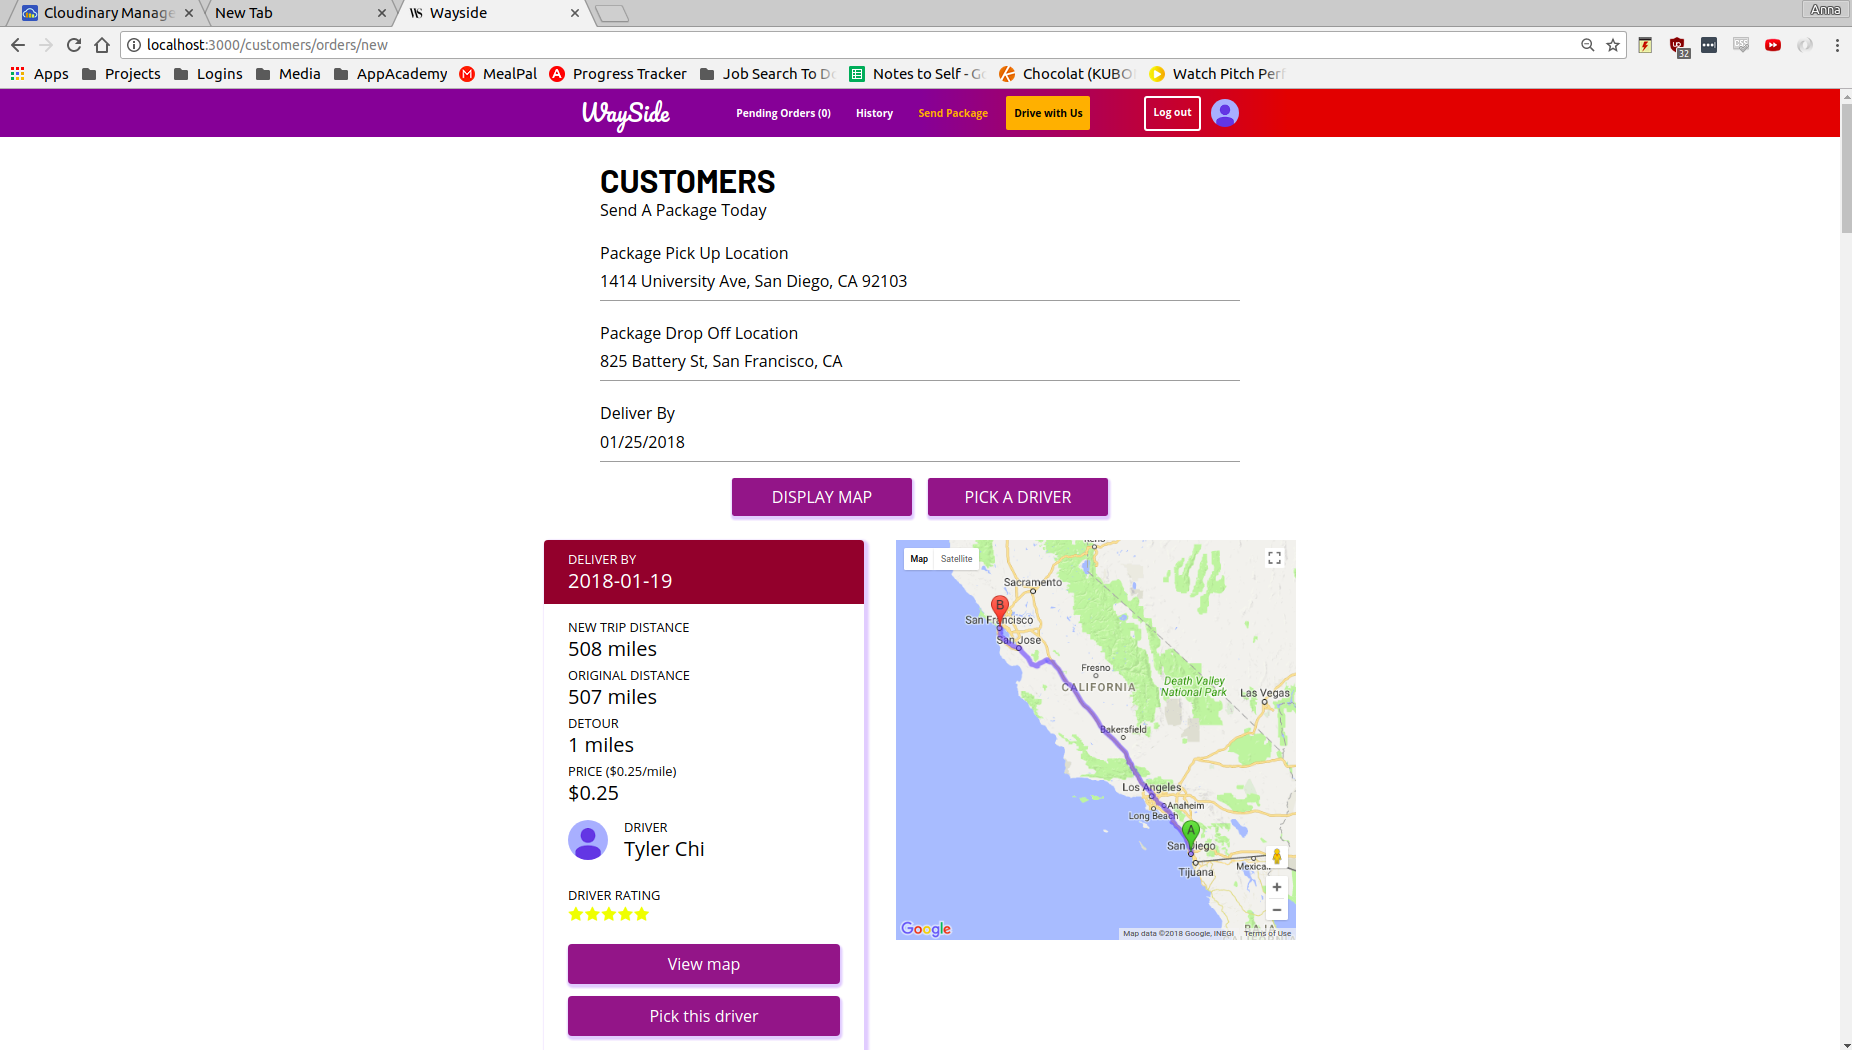 Cloudinary Manage
New Tab
Wayside
Anna
localhost:3000/customers/orders/new
32
Apps
Projects
Logins
Media
AppAcademy
MealPal
Progress Tracker
Job Search To Do
Notes to Self - Go
Chocolat (KUBO
Watch Pitch Perf
WaySide
Pending Orders (0)
History
Send Package
Drive with Us
Log out
CUSTOMERS
Send A Package Today
Package Pick Up Location
1414 University Ave, San Diego, CA 92103
Package Drop Off Location
825 Battery St, San Francisco, CA
Deliver By
01/25/2018
DISPLAY MAP
PICK A DRIVER
DELIVER BY
2018-01-19
NEW TRIP DISTANCE
508 miles
ORIGINAL DISTANCE
507 miles
DETOUR
1 miles
PRICE ($0.25/mile)
$0.25
DRIVER
Tyler Chi
DRIVER RATING
View map
Pick this driver
Map
Satellite
Sacramento
B
San Francisco
San Jose
Fresno
CALIFORNIA
Death Valley
National Park
Las Vegas
Bakersfield
Los Angeles
Anaheim
Long Beach
A
San Diego
Mexica
Tijuana
Google
Map data ©2018 Google, INEGI
Terms of Use